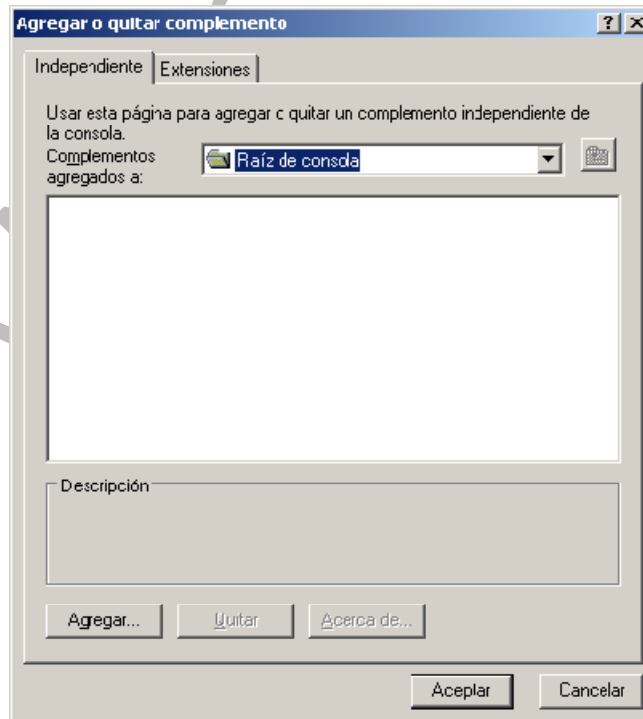 Agregar o quitar complemento
Independiente
Extensiones
Usar esta página para agregar o quitar un complemento independiente de
la consola.
Complementos
agregados a:
Raíz de consola
Descripción
Agregar...
Quitar
Acerca de...
Aceptar
Cancelar